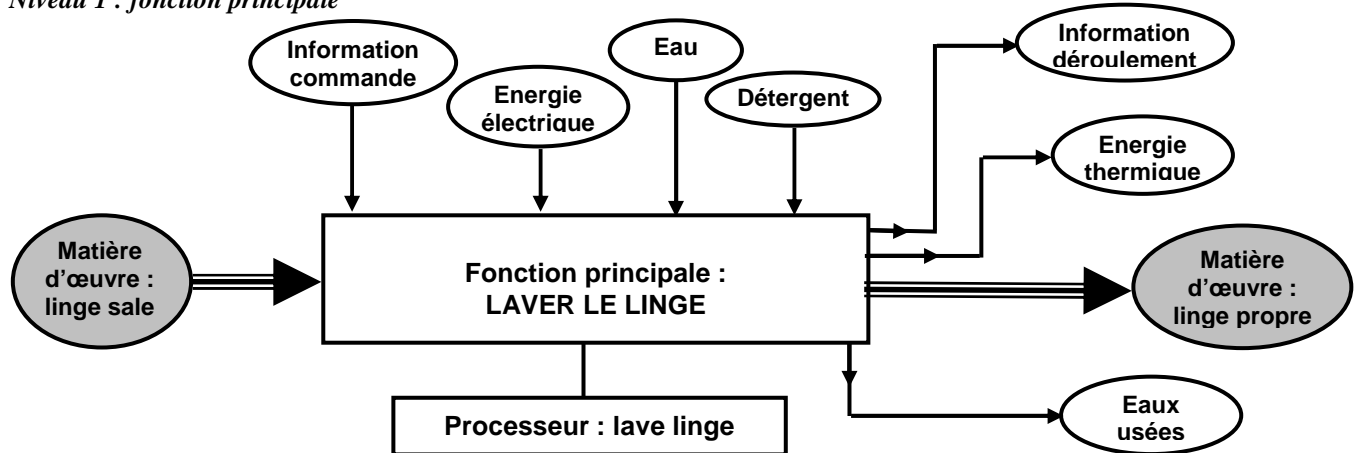 Niveau 1 : fonction principale
Information
commande
Energie
électrique
Eau
Détergent
Information
déroulement
Energie
thermique
Matière
d’œuvre :
linge sale
Fonction principale :
LAVER LE LINGE
Matière
d’œuvre :
linge propre
Processeur : lave linge
Eaux
usées